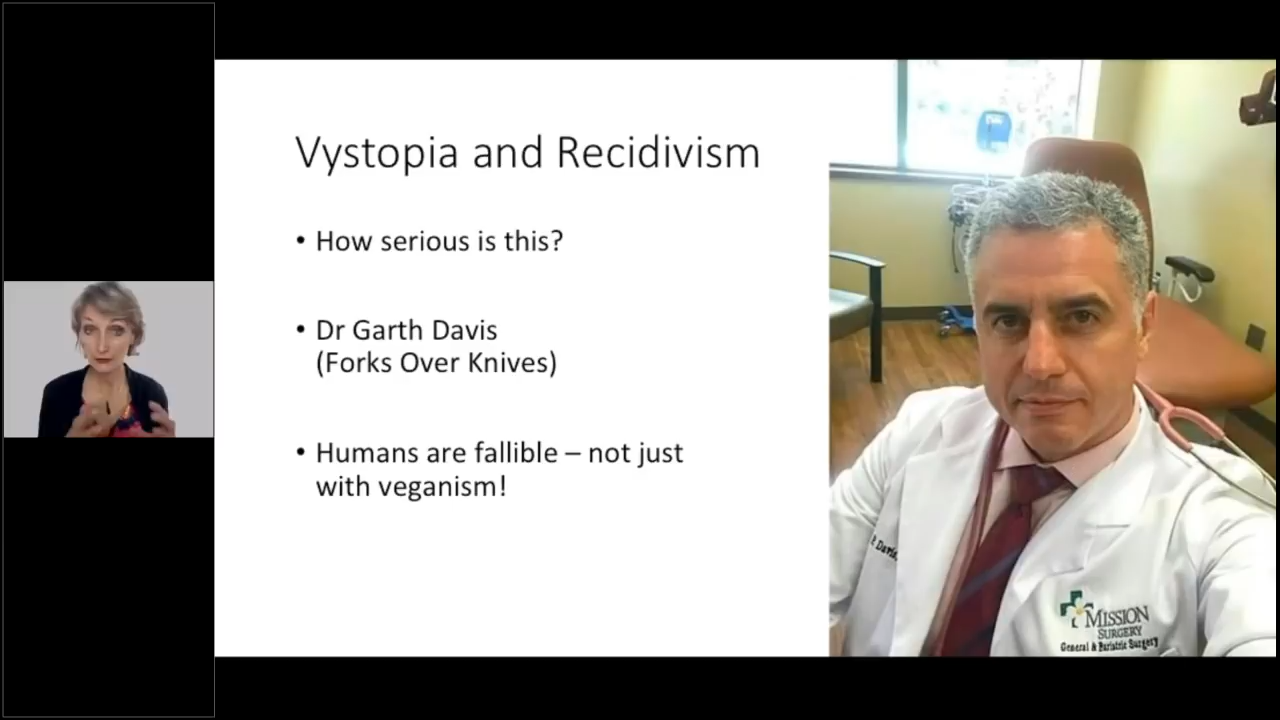 Vystopia and Recidivism
• How serious is this?
• Dr Garth Davis
(Forks Over Knives)
• Humans are fallible – not just
with veganism!
Davis,
MISSION
SURGERY
General & Bariatric Surgery